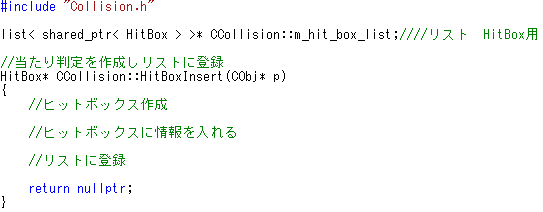 #include "Collision.h"
list< shared_ptr< HitBox > >* CCollision::m_hit_box_list;////リスト　HitBox用
//当たり判定を作成しリストに登録
HitBox* CCollision::HitBoxInsert(CObj* p)
{
//ヒットボックス作成
//ヒットボックスに情報を入れる
//リストに登録
return nullptr;
}